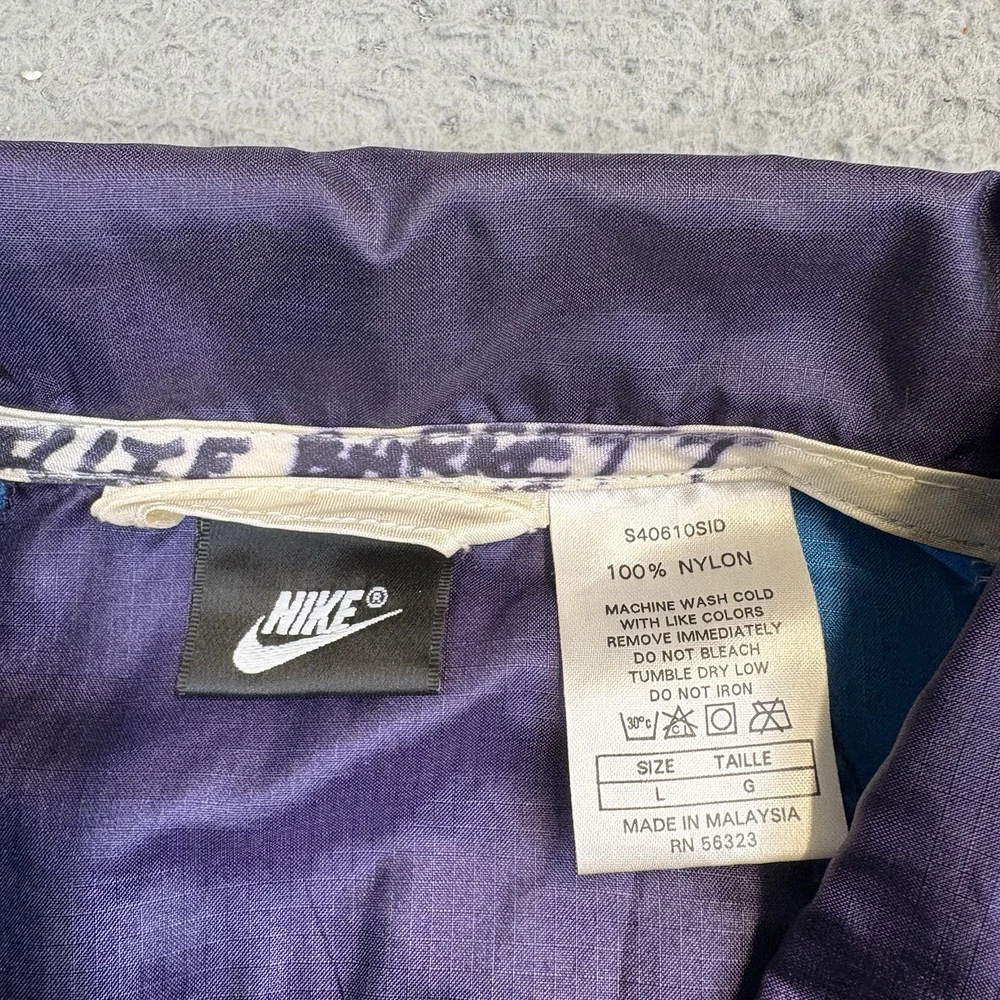 NIKE®
S40610SID
100% NYLON
MACHINE WASH COLD
WITH LIKE COLORS
REMOVE IMMEDIATELY
DO NOT BLEACH
TUMBLE DRY LOW
DO NOT IRON
30°c CL
SIZE TAILLE
L G
MADE IN MALAYSIA
RN 56323